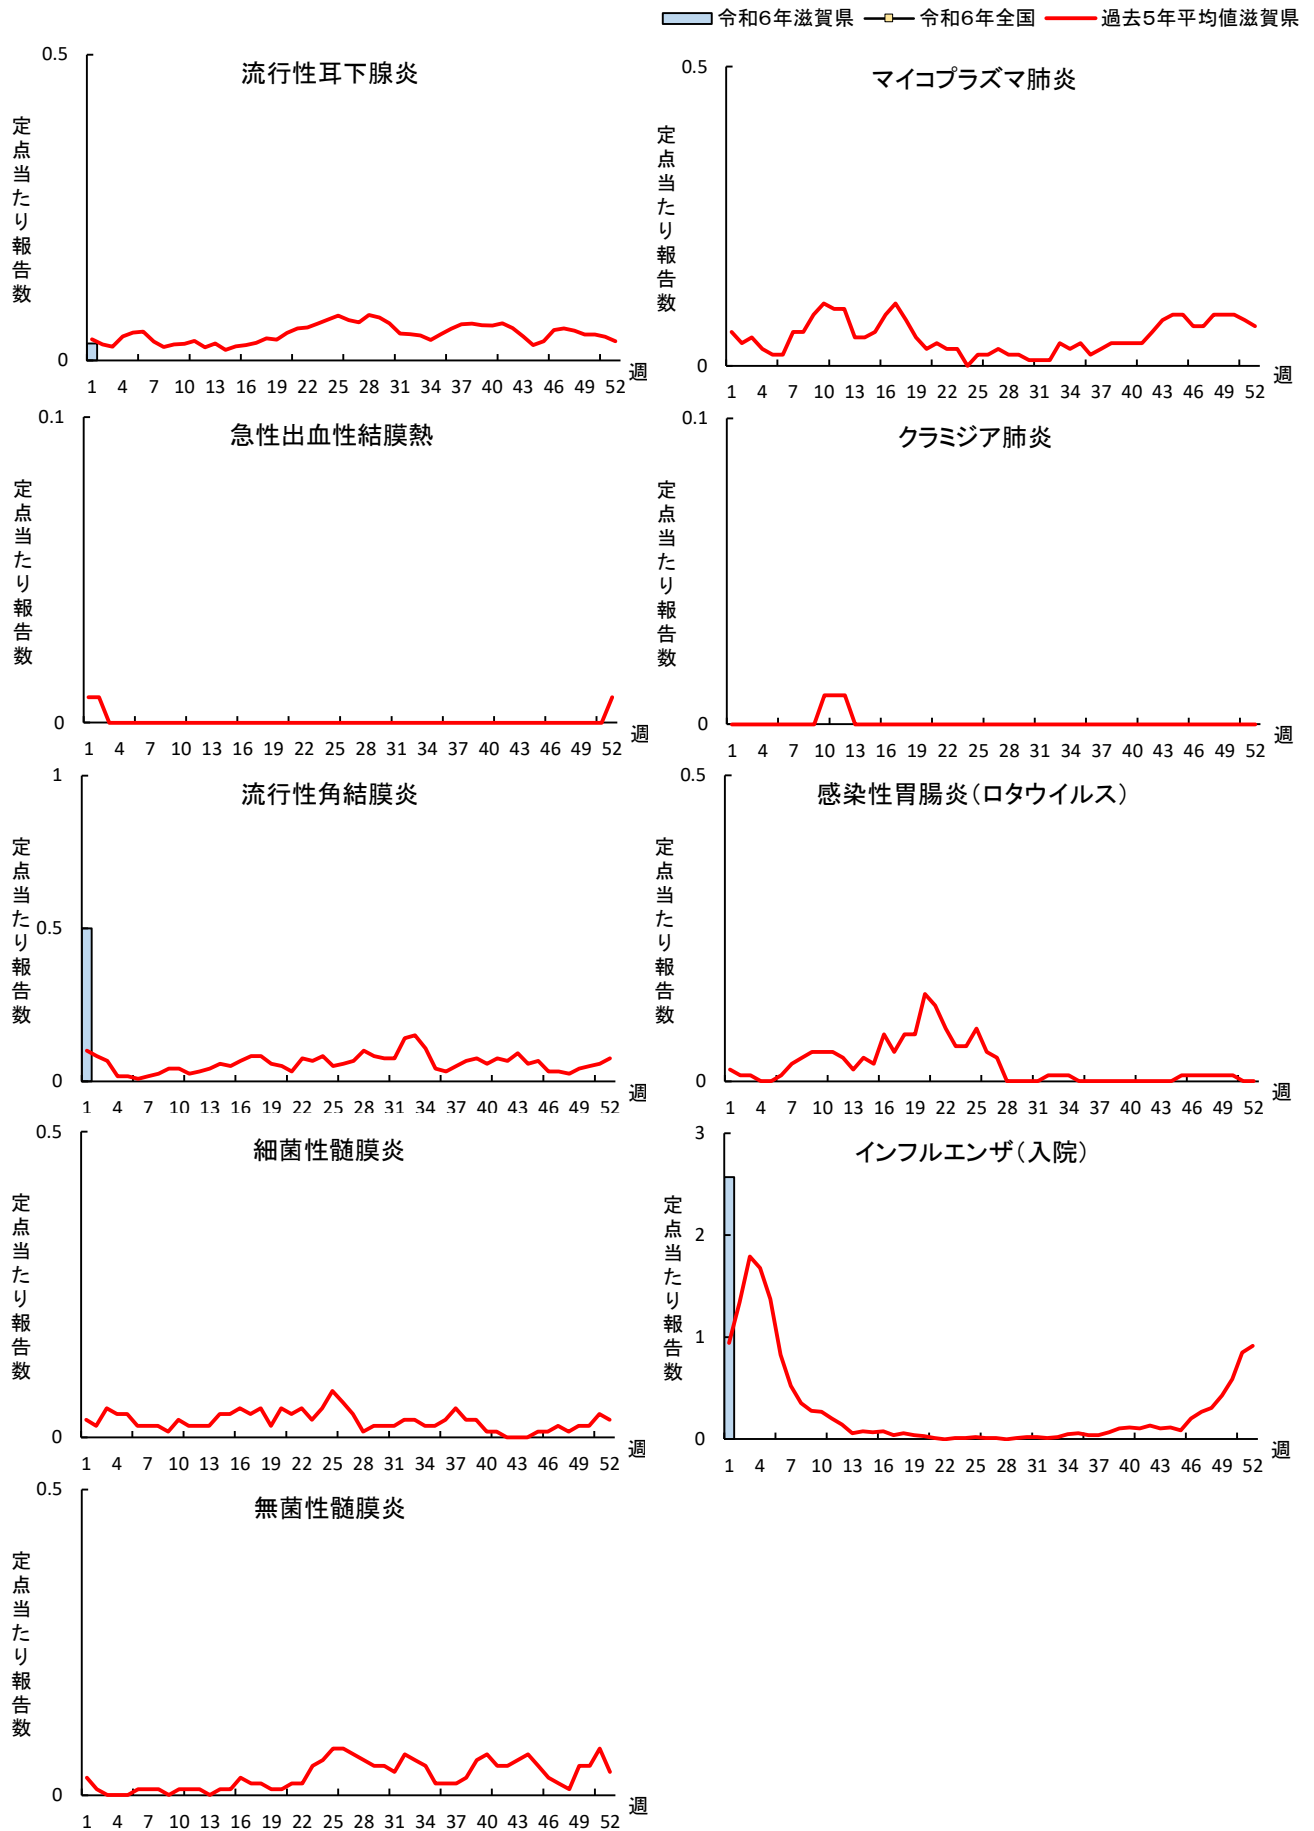 令和6年滋賀県 令和6年全国 過去5年平均値滋賀県
流行性耳下腺炎
定点当たり報告数
0.5
0
1 4 7 10 13 16 19 22 25 28 31 34 37 40 43 46 49 52 週
マイコプラズマ肺炎
定点当たり報告数
0.5
0
1 4 7 10 13 16 19 22 25 28 31 34 37 40 43 46 49 52 週
急性出血性結膜熱
定点当たり報告数
0.1
0
1 4 7 10 13 16 19 22 25 28 31 34 37 40 43 46 49 52 週
クラミジア肺炎
定点当たり報告数
0.1
0
1 4 7 10 13 16 19 22 25 28 31 34 37 40 43 46 49 52 週
流行性角結膜炎
定点当たり報告数
1
0.5
0
1 4 7 10 13 16 19 22 25 28 31 34 37 40 43 46 49 52 週
感染性胃腸炎(ロタウイルス)
定点当たり報告数
0.5
0
1 4 7 10 13 16 19 22 25 28 31 34 37 40 43 46 49 52 週
細菌性髄膜炎
定点当たり報告数
0.5
0
1 4 7 10 13 16 19 22 25 28 31 34 37 40 43 46 49 52 週
インフルエンザ(入院)
定点当たり報告数
3
2
1
0
1 4 7 10 13 16 19 22 25 28 31 34 37 40 43 46 49 52 週
無菌性髄膜炎
定点当たり報告数
0.5
0
1 4 7 10 13 16 19 22 25 28 31 34 37 40 43 46 49 52 週